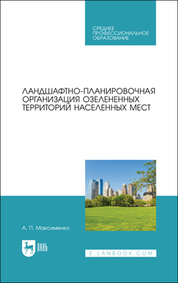 СРЕДНЕЕ
ПРОФЕССИОНАЛЬНОЕ
ОБРАЗОВАНИЕ
ЛАНДШАФТНО-ПЛАНИРОВОЧНАЯ
ОРГАНИЗАЦИЯ ОЗЕЛЕНЕННЫХ
ТЕРРИТОРИЙ НАСЕЛЕННЫХ МЕСТ
А. П. Максименко
ЛАНЬ
E.LANBOOK.COM